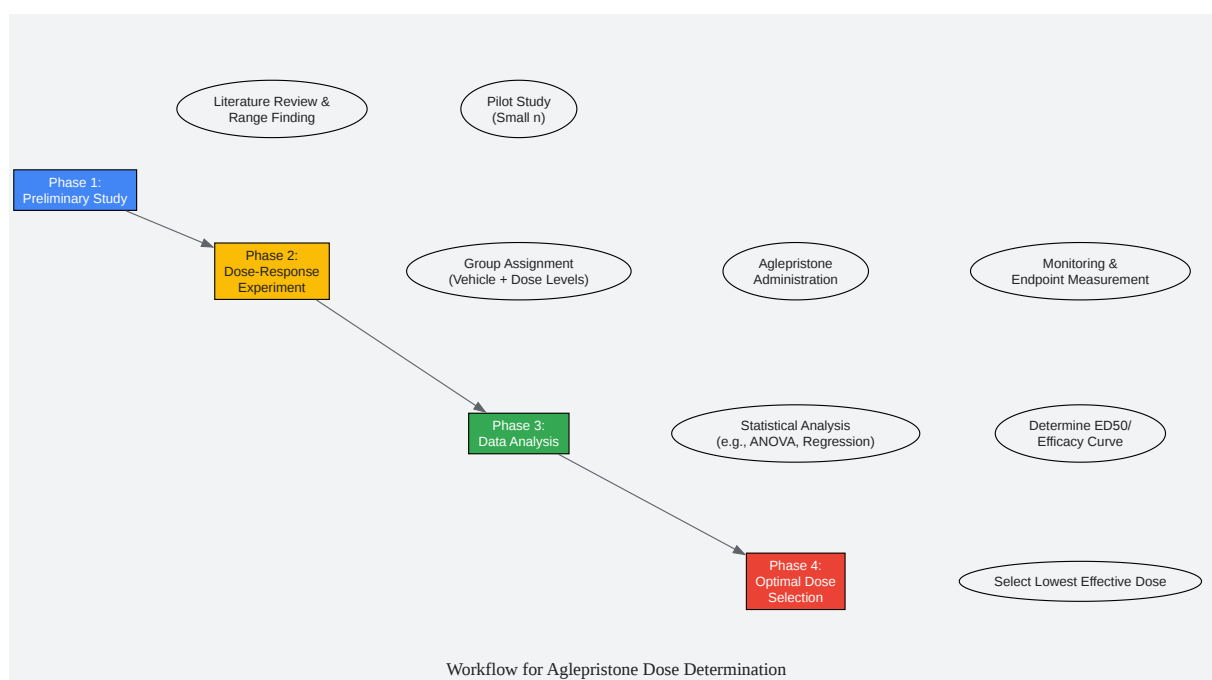 Literature Review &
Range Finding
Pilot Study
(Small n)
Phase 1:
Preliminary Study
Phase 2:
Dose-Response
Experiment
Group Assignment
(Vehicle + Dose Levels)
Aglepristone
Administration
Monitoring &
Endpoint Measurement
Phase 3:
Data Analysis
Statistical Analysis
(e.g., ANOVA, Regression)
Determine ED50/
Efficacy Curve
Phase 4:
Optimal Dose
Selection
Select Lowest Effective Dose
Workflow for Aglepristone Dose Determination